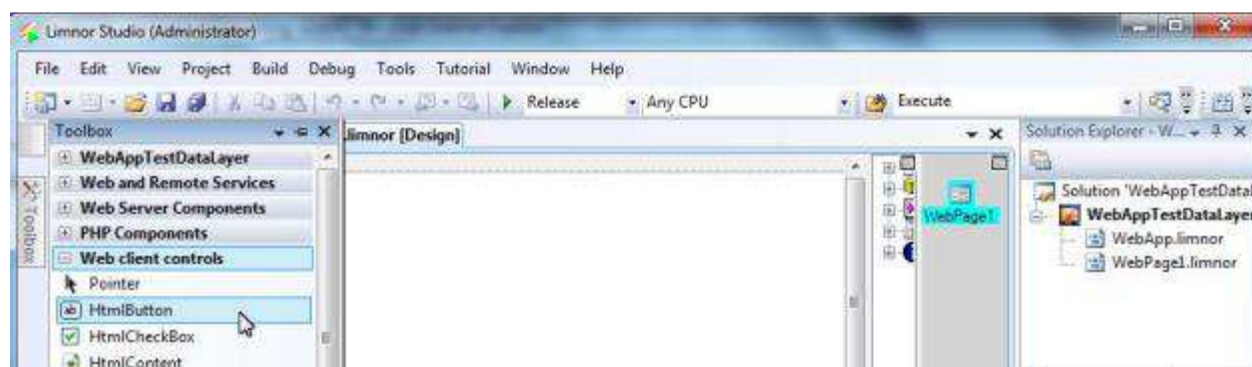 Limnor Studio (Administrator)
File Edit View Project Build Debug Tools Tutorial Window Help
Release Any CPU Execute
Toolbox
.limnor [Design]
Solution Explorer - W...
WebAppTestDataLayer
Web and Remote Services
Web Server Components
PHP Components
Web client controls
Pointer
HtmlButton
HtmlCheckBox
HtmlContent
Toolbox
WebPage1
Solution 'WebAppTestDataL
WebAppTestDataLayer
WebApp.limnor
WebPage1.limnor